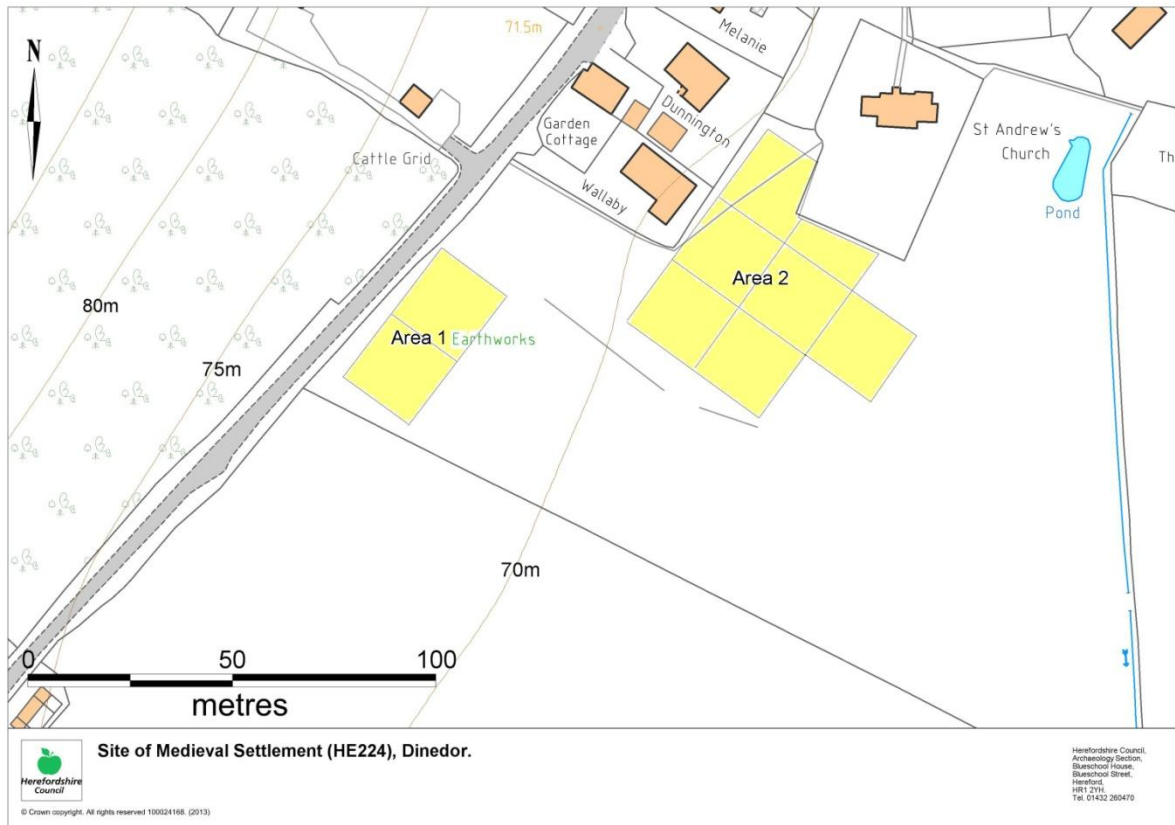 N
71.5m
Melanie
Dunnington
Garden
Cottage
Cattle Grid
Wallaby
St Andrew's
Church
Th
Pond
Area 2
80m
Area 1 Earthworks
75m
70m
0 50 100
metres
Site of Medieval Settlement (HE224), Dinedor.
Herefordshire
Council
© Crown copyright. All rights reserved 100024168. (2013)
Herefordshire Council,
Archaeology Section,
Blueschool House,
Blueschool Street,
Hereford,
HR1 2YH.
Tel. 01432 260470